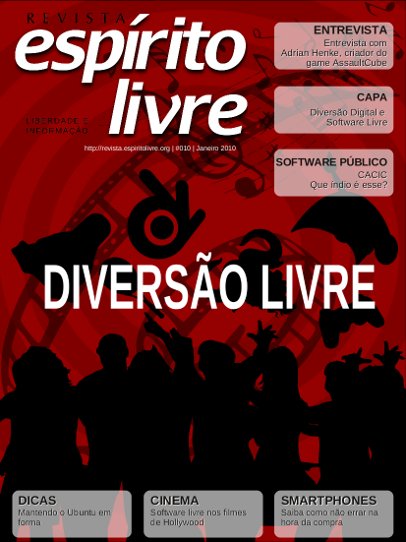 REVISTA
espírito
livre
LIBERDADE E
INFORMAÇÃO
http://revista.espiritolivre.org | #010 | Janeiro 2010
ENTREVISTA
Entrevista com
Adrian Henke, criador do
game AssaultCube
CAPA
Diversão Digital e
Software Livre
SOFTWARE PÚBLICO
CACIC
Que índio é esse?
DIVERSÃO LIVRE
DICAS
Mantendo o Ubuntu em
forma
CINEMA
Software livre nos filmes
de Hollywood
SMARTPHONES
Saiba como não errar na
hora da compra